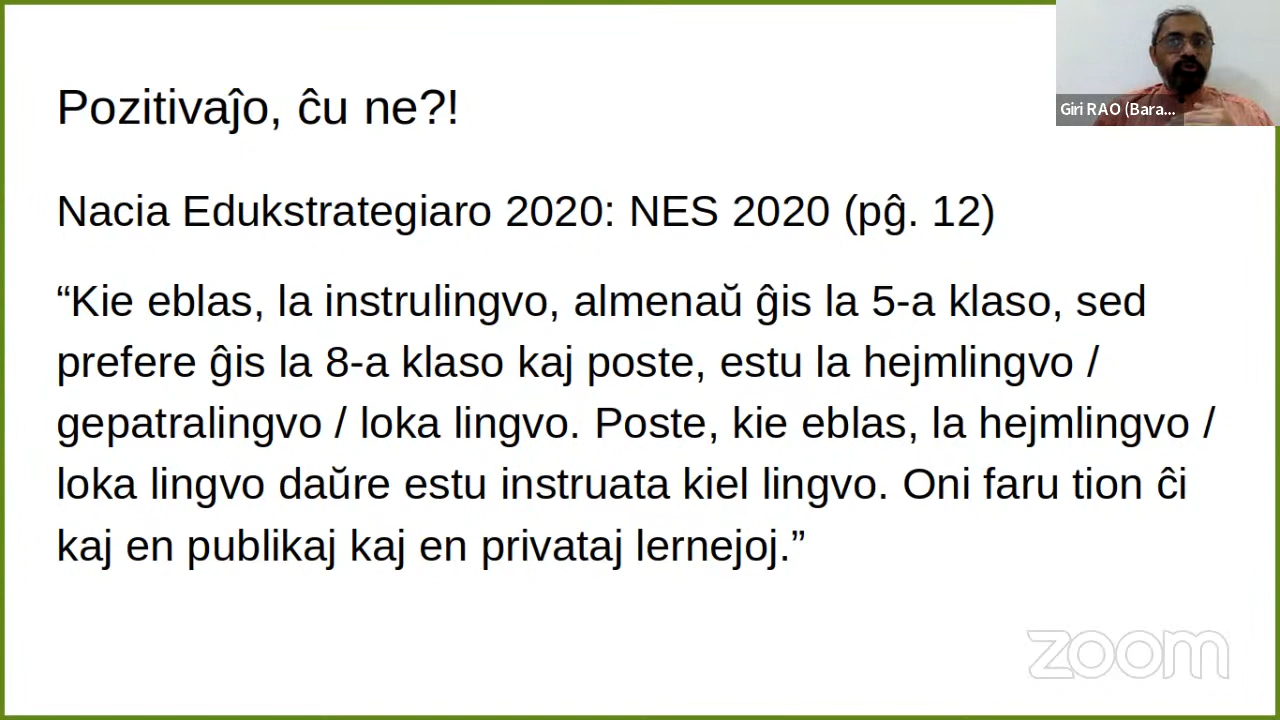 Pozitivaĵo, ĉu ne?!
Giri RAO (Bara...
Nacia Edukstrategiaro 2020: NES 2020 (pĝ. 12)
“Kie eblas, la instrulingvo, almenaŭ ĝis la 5-a klaso, sed
prefere ĝis la 8-a klaso kaj poste, estu la hejmlingvo /
gepatralingvo / loka lingvo. Poste, kie eblas, la hejmlingvo /
loka lingvo daŭre estu instruata kiel lingvo. Oni faru tion ĉi
kaj en publikaj kaj en privataj lernejoj.”
zoom